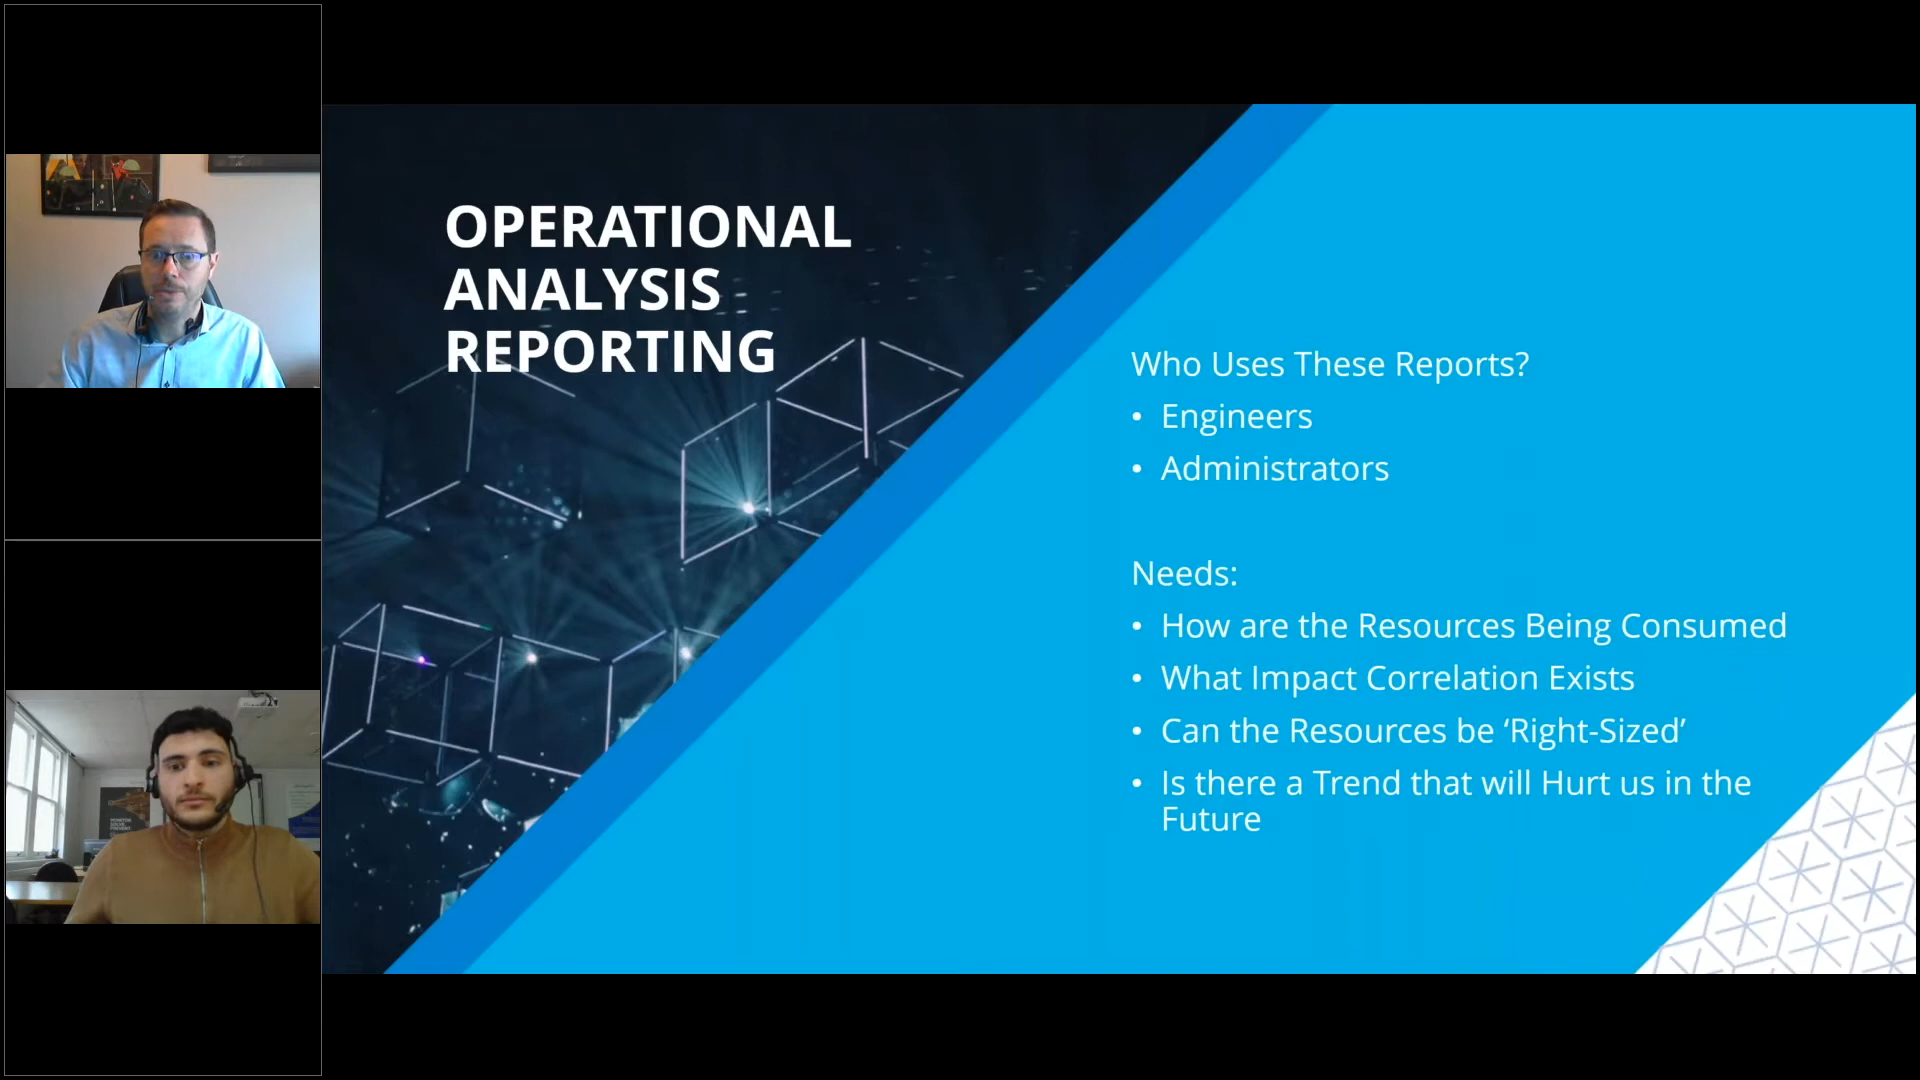 OPERATIONAL
ANALYSIS
REPORTING
Who Uses These Reports?
• Engineers
• Administrators
Needs:
• How are the Resources Being Consumed
• What Impact Correlation Exists
• Can the Resources be ‘Right-Sized’
• Is there a Trend that will Hurt us in the
Future